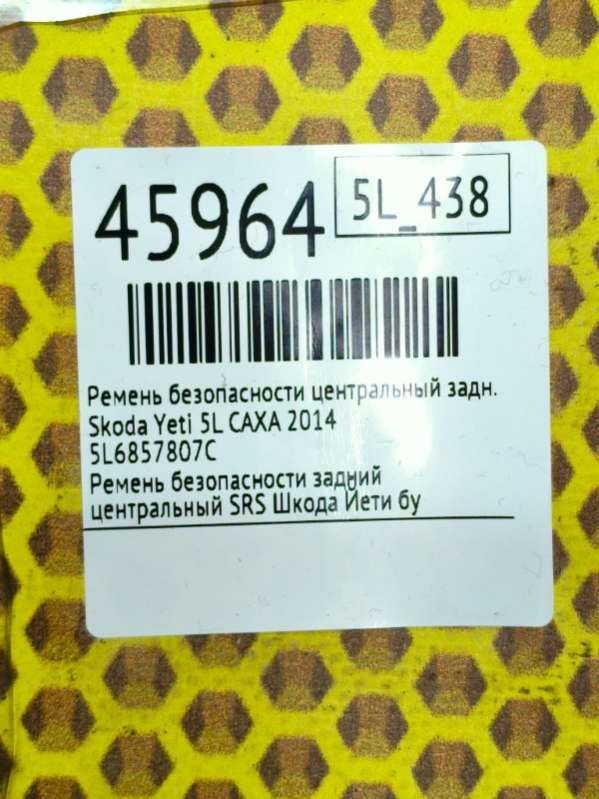 45964
5L_438
Ремень безопасности центральный задн.
Skoda Yeti 5L CAXA 2014
5L6857807C
Ремень безопасности задний
центральный SRS Шкода Йети бу